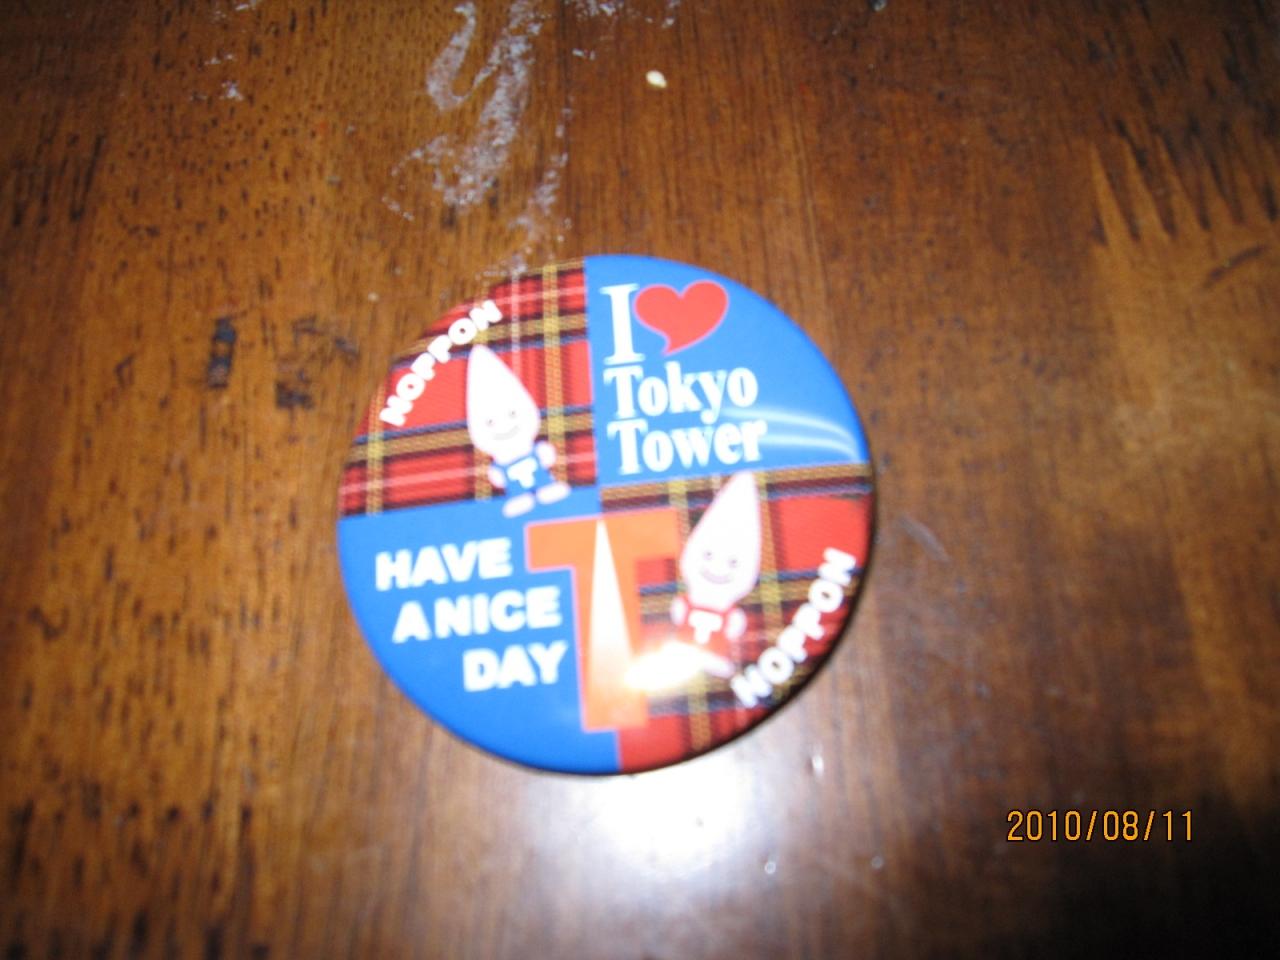 NOPPON
I
Tokyo
Tower
T
HAVE
A NICE
DAY
T
T
NOPPON
2010/08/11